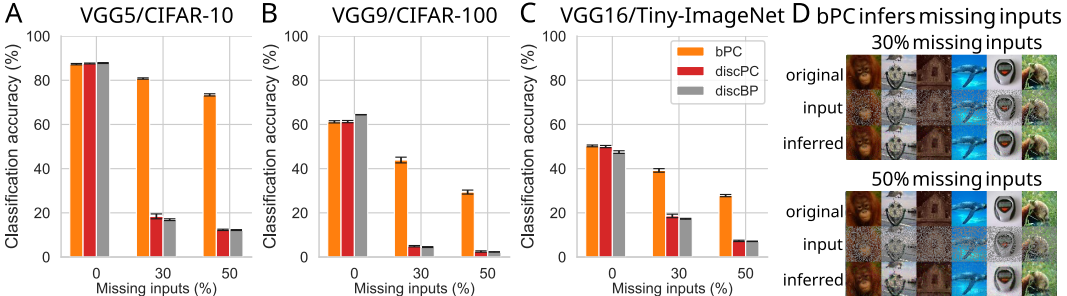 A
VGG5/CIFAR-10
Classification accuracy (%)
100
80
60
40
20
0
0 30 50
Missing inputs (%)
B
VGG9/CIFAR-100
Classification accuracy (%)
100
80
60
40
20
0
0 30 50
Missing inputs (%)
C
VGG16/Tiny-ImageNet
Classification accuracy (%)
100
80
60
40
20
0
bPC
discPC
discBP
0 30 50
Missing inputs (%)
D
bPC infers missing inputs
30% missing inputs
original
input
inferred
50% missing inputs
original
input
inferred